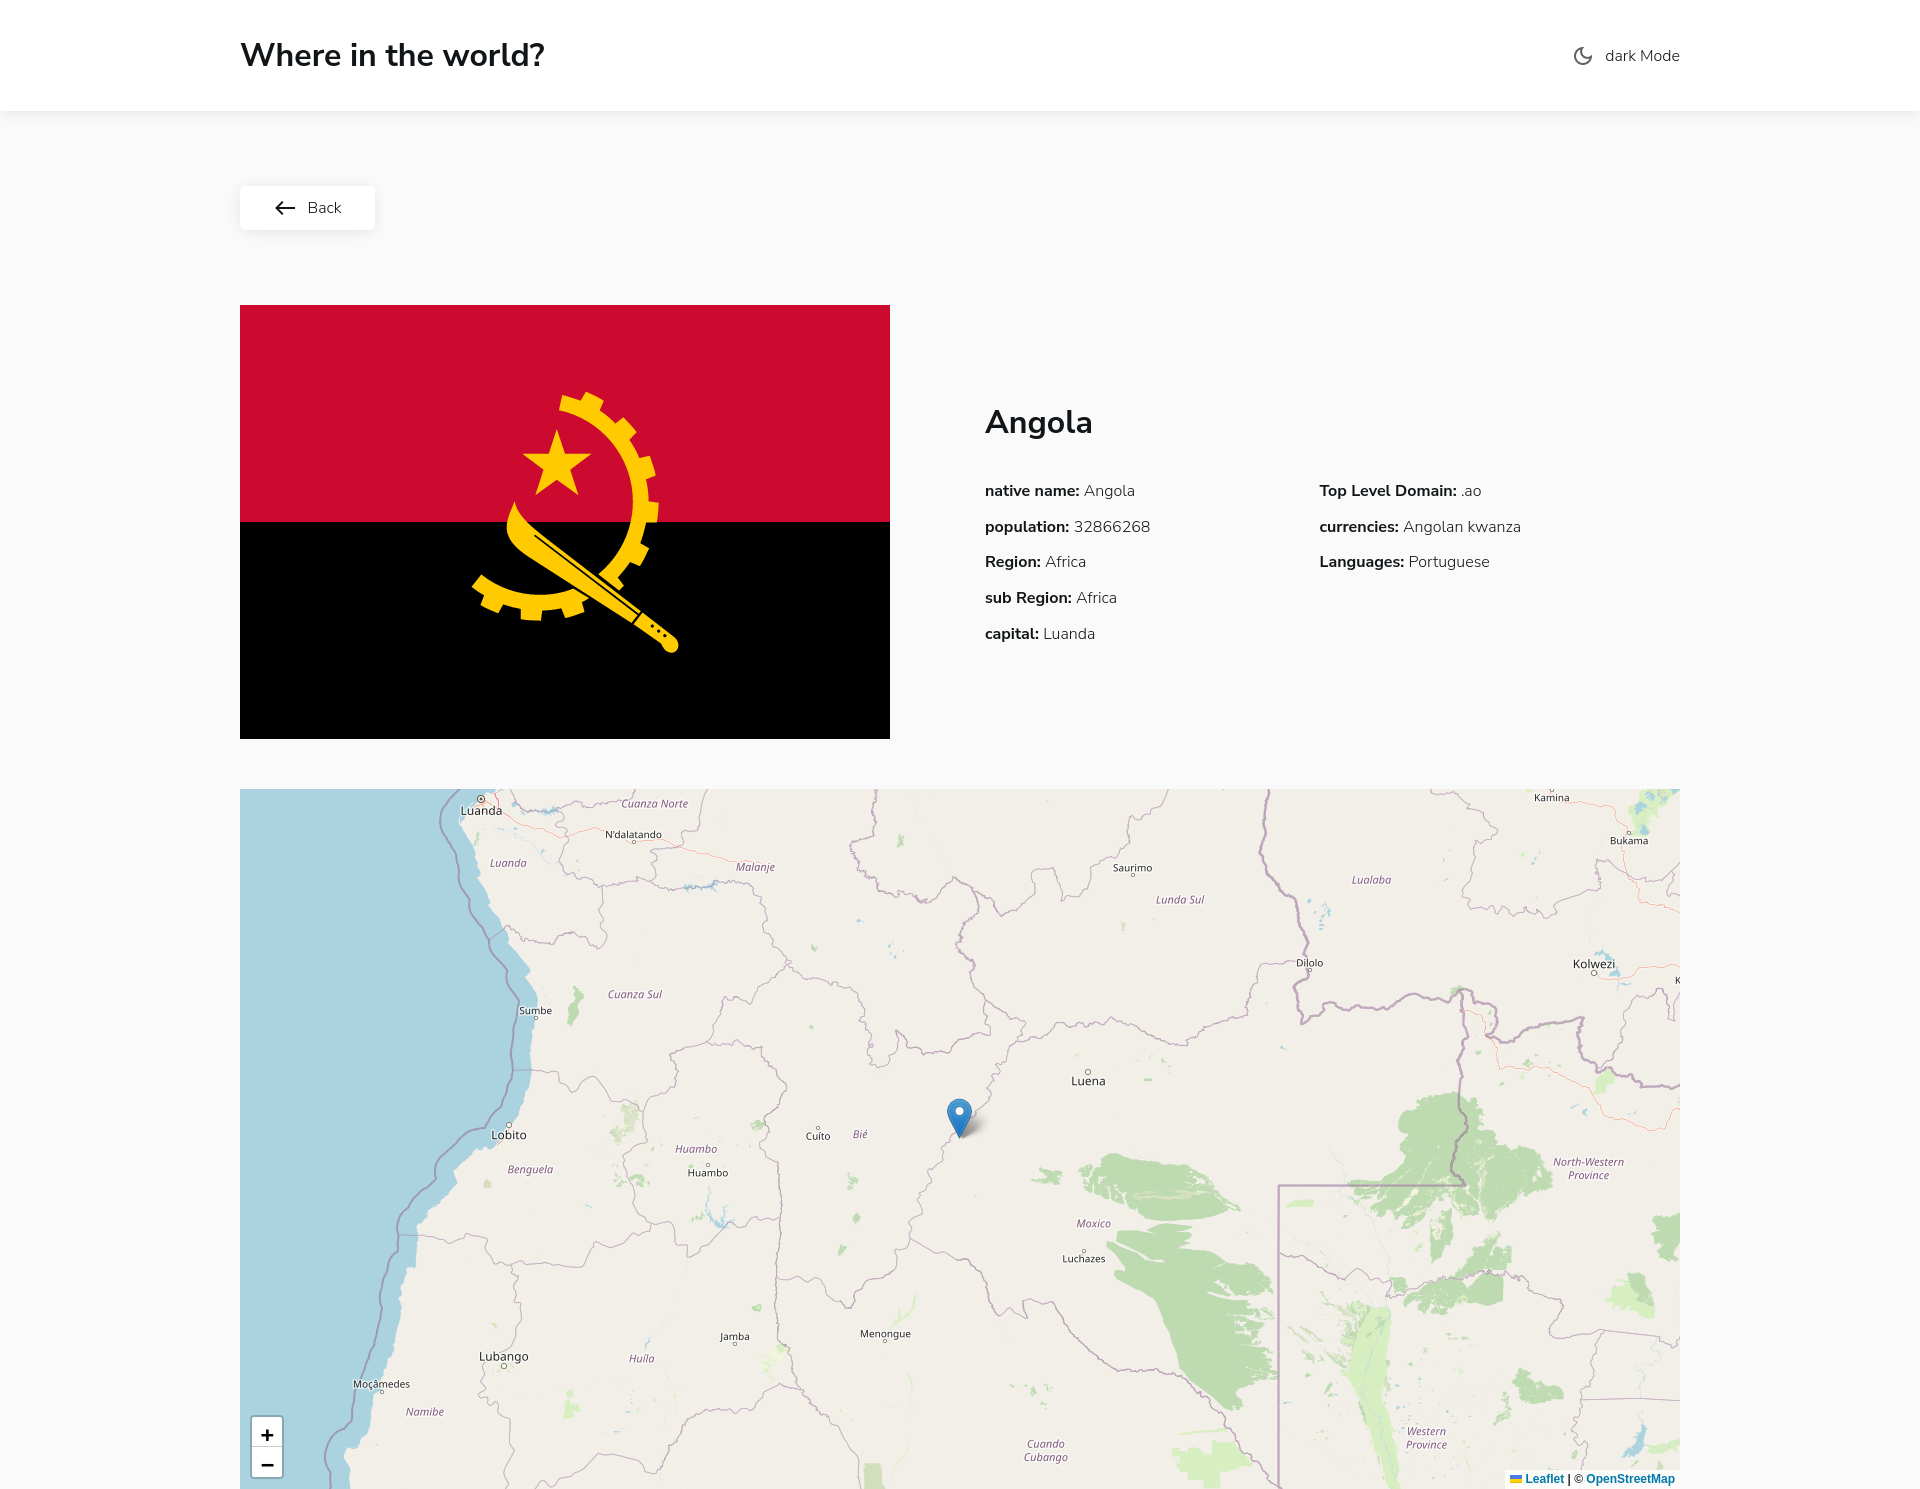 Where in the world?
dark Mode
Back
Angola
native name: Angola
population: 32866268
Region: Africa
sub Region: Africa
capital: Luanda
Top Level Domain: .ao
currencies: Angolan kwanza
Languages: Portuguese
Luanda
Cuanza Norte
Kamina
N'dalatando
Bukama
Luanda
Malanje
Saurimo
Lualaba
Lunda Sul
Dilolo
Kolwezi
K
Cuanza Sul
Sumbe
Luena
Lobito
Cuíto
Bié
Huambo
Huambo
Benguela
North-Western
Province
Moxico
Luchazes
Jamba
Menongue
Lubango
Huíla
Moçâmedes
Namibe
Western
Province
Cuando
Cubango
+
−
Leaflet | © OpenStreetMap